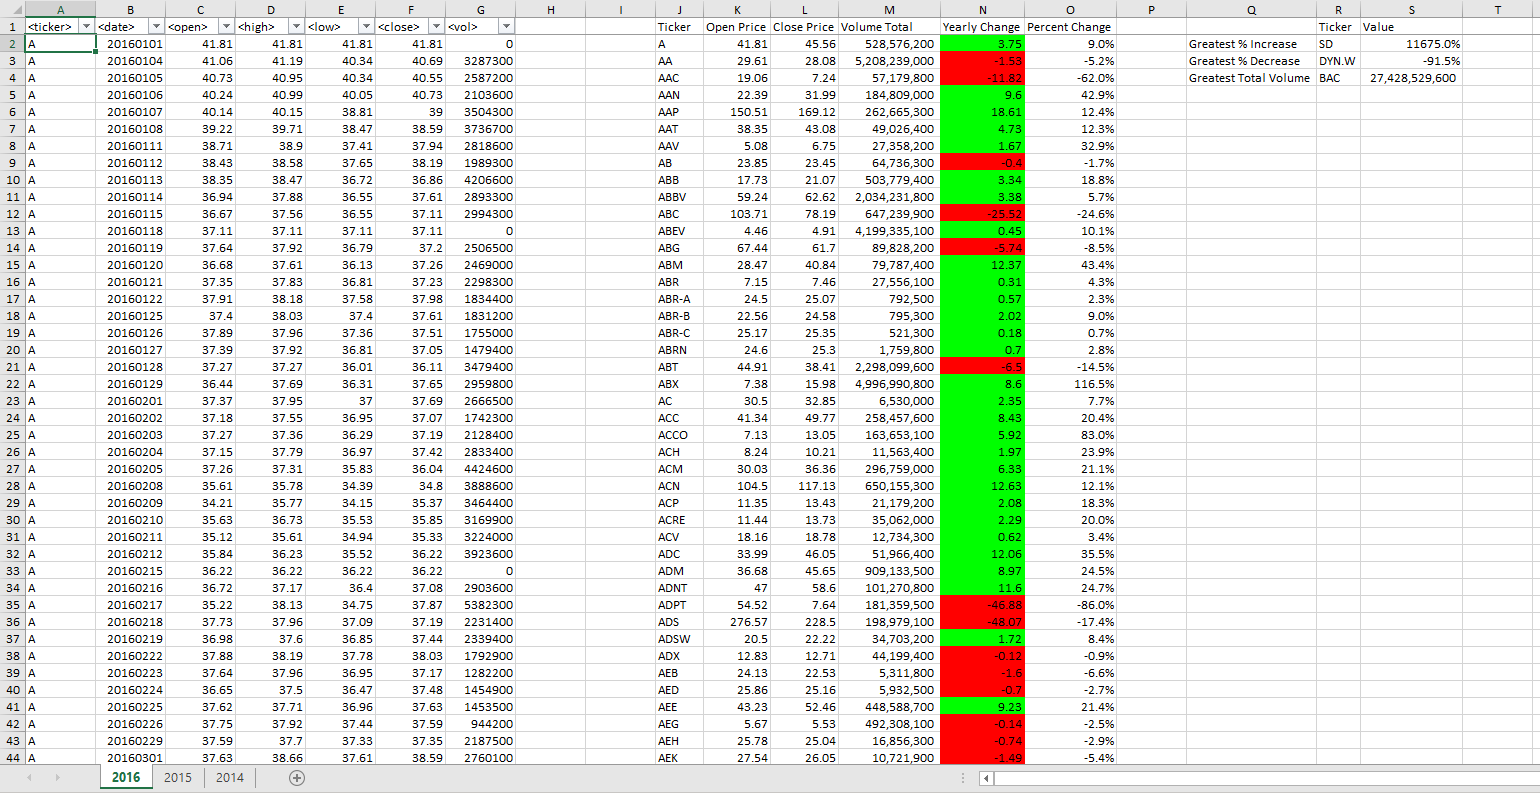 A B C D E F G H I J K L M N O P Q R S T
1 <ticker> <date> <open> <high> <low> <close> <vol> Ticker Open Price Close Price Volume Total Yearly Change Percent Change Ticker Value
2 A 20160101 41.81 41.81 41.81 41.81 0 A 41.81 45.56 528,576,200 3.75 9.0% Greatest % Increase SD 11675.0%
3 A 20160104 41.06 41.19 40.34 40.69 3287300 AA 29.61 28.08 5,208,239,000 -1.53 -5.2% Greatest % Decrease DYN.W -91.5%
4 A 20160105 40.73 40.95 40.34 40.55 2587200 AAC 19.06 7.24 57,179,800 -11.82 -62.0% Greatest Total Volume BAC 27,428,529,600
5 A 20160106 40.24 40.99 40.05 40.73 2103600 AAN 22.39 31.99 184,809,000 9.6 42.9%
6 A 20160107 40.14 40.15 38.81 39 3504300 AAP 150.51 169.12 262,665,300 18.61 12.4%
7 A 20160108 39.22 39.71 38.47 38.59 3736700 AAT 38.35 43.08 49,026,400 4.73 12.3%
8 A 20160111 38.71 38.9 37.41 37.94 2818600 AAV 5.08 6.75 27,358,200 1.67 32.9%
9 A 20160112 38.43 38.58 37.65 38.19 1989300 AB 23.85 23.45 64,736,300 -0.4 -1.7%
10 A 20160113 38.35 38.47 36.72 36.86 4206600 ABB 17.73 21.07 503,779,400 3.34 18.8%
11 A 20160114 36.94 37.88 36.55 37.61 2893300 ABBV 59.24 62.62 2,034,231,800 3.38 5.7%
12 A 20160115 36.67 37.56 36.55 37.11 2994300 ABC 103.71 78.19 647,239,900 -25.52 -24.6%
13 A 20160118 37.11 37.11 37.11 37.11 0 ABEV 4.46 4.91 4,199,335,100 0.45 10.1%
14 A 20160119 37.64 37.92 36.79 37.2 2506500 ABG 67.44 61.7 89,828,200 -5.74 -8.5%
15 A 20160120 36.68 37.61 36.13 37.26 2469000 ABM 28.47 40.84 79,787,400 12.37 43.4%
16 A 20160121 37.35 37.83 36.81 37.23 2298300 ABR 7.15 7.46 27,556,100 0.31 4.3%
17 A 20160122 37.91 38.18 37.58 37.98 1834400 ABR-A 24.5 25.07 792,500 0.57 2.3%
18 A 20160125 37.4 38.03 37.4 37.61 1831200 ABR-B 22.56 24.58 795,300 2.02 9.0%
19 A 20160126 37.89 37.96 37.36 37.51 1755000 ABR-C 25.17 25.35 521,300 0.18 0.7%
20 A 20160127 37.39 37.92 36.81 37.05 1479400 ABRN 24.6 25.3 1,759,800 0.7 2.8%
21 A 20160128 37.27 37.27 36.01 36.11 3479400 ABT 44.91 38.41 2,298,099,600 -6.5 -14.5%
22 A 20160129 36.44 37.69 36.31 37.65 2959800 ABX 7.38 15.98 4,996,990,800 8.6 116.5%
23 A 20160201 37.37 37.95 37 37.69 2666500 AC 30.5 32.85 6,530,000 2.35 7.7%
24 A 20160202 37.18 37.55 36.95 37.07 1742300 ACC 41.34 49.77 258,457,600 8.43 20.4%
25 A 20160203 37.27 37.36 36.29 37.19 2128400 ACCO 7.13 13.05 163,653,100 5.92 83.0%
26 A 20160204 37.15 37.79 36.97 37.42 2833400 ACH 8.24 10.21 11,563,400 1.97 23.9%
27 A 20160205 37.26 37.31 35.83 36.04 4424600 ACM 30.03 36.36 296,759,000 6.33 21.1%
28 A 20160208 35.61 35.78 34.39 34.8 3888600 ACN 104.5 117.13 650,155,300 12.63 12.1%
29 A 20160209 34.21 35.77 34.15 35.37 3464400 ACP 11.35 13.43 21,179,200 2.08 18.3%
30 A 20160210 35.63 36.73 35.53 35.85 3169900 ACRE 11.44 13.73 35,062,000 2.29 20.0%
31 A 20160211 35.12 35.61 34.94 35.33 3224000 ACV 18.16 18.78 12,734,300 0.62 3.4%
32 A 20160212 35.84 36.23 35.52 36.22 3923600 ADC 33.99 46.05 51,966,400 12.06 35.5%
33 A 20160215 36.22 36.22 36.22 36.22 0 ADM 36.68 45.65 909,133,500 8.97 24.5%
34 A 20160216 36.72 37.17 36.4 37.08 2903600 ADNT 47 58.6 101,270,800 11.6 24.7%
35 A 20160217 35.22 38.13 34.75 37.87 5382300 ADPT 54.52 7.64 181,359,500 -46.88 -86.0%
36 A 20160218 37.73 37.96 37.09 37.19 2231400 ADS 276.57 228.5 198,979,100 -48.07 -17.4%
37 A 20160219 36.98 37.6 36.85 37.44 2339400 ADSW 20.5 22.22 34,703,200 1.72 8.4%
38 A 20160222 37.88 38.19 37.78 38.03 1792900 ADX 12.83 12.71 44,199,400 -0.12 -0.9%
39 A 20160223 37.64 37.96 36.95 37.17 1282200 AEB 24.13 22.53 5,311,800 -1.6 -6.6%
40 A 20160224 36.65 37.5 36.47 37.48 1454900 AED 25.86 25.16 5,932,500 -0.7 -2.7%
41 A 20160225 37.62 37.71 36.96 37.63 1453500 AEE 43.23 52.46 448,588,700 9.23 21.4%
42 A 20160226 37.75 37.92 37.44 37.59 944200 AEG 5.67 5.53 492,308,100 -0.14 -2.5%
43 A 20160229 37.59 37.7 37.33 37.35 2187500 AEH 25.78 25.04 16,856,300 -0.74 -2.9%
44 A 20160301 37.63 38.66 37.61 38.59 2760100 AEK 27.54 26.05 10,721,900 -1.49 -5.4%
2016 2015 2014